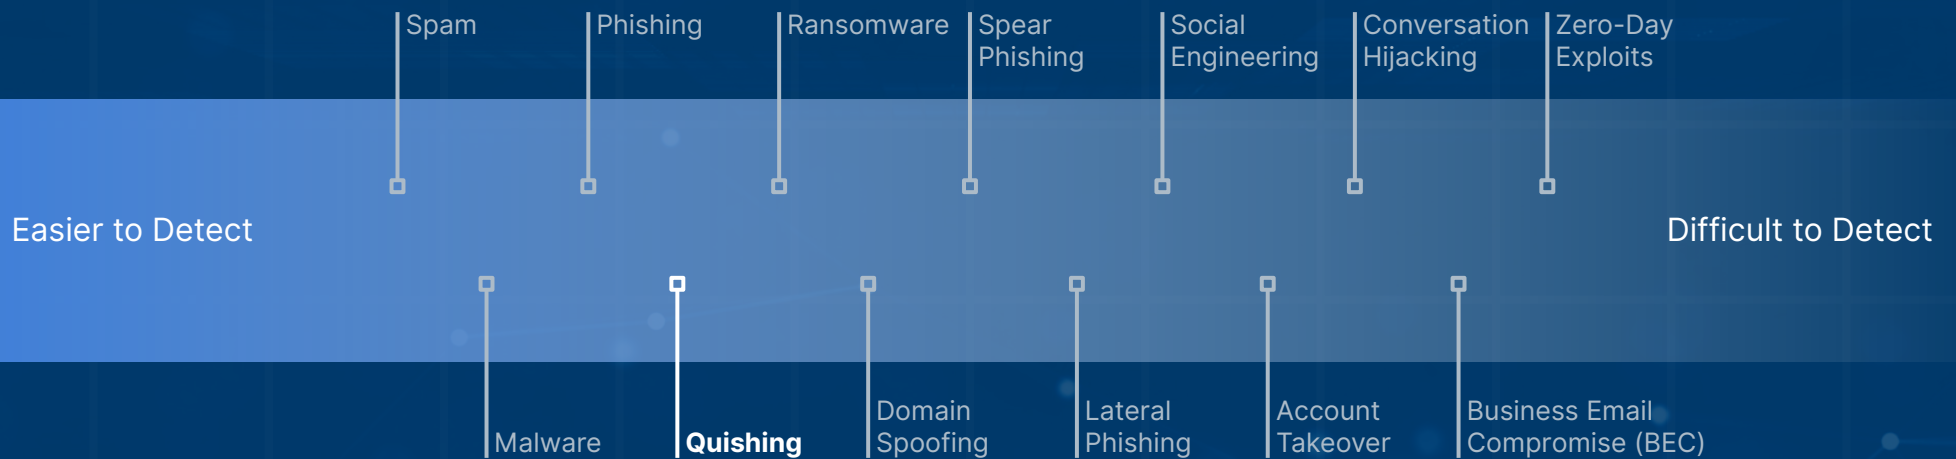 Spam
Phishing
Ransomware
Spear
Phishing
Social
Engineering
Conversation
Hijacking
Zero-Day
Exploits
Easier to Detect
Difficult to Detect
Malware
Quishing
Domain
Spoofing
Lateral
Phishing
Account
Takeover
Business Email
Compromise (BEC)